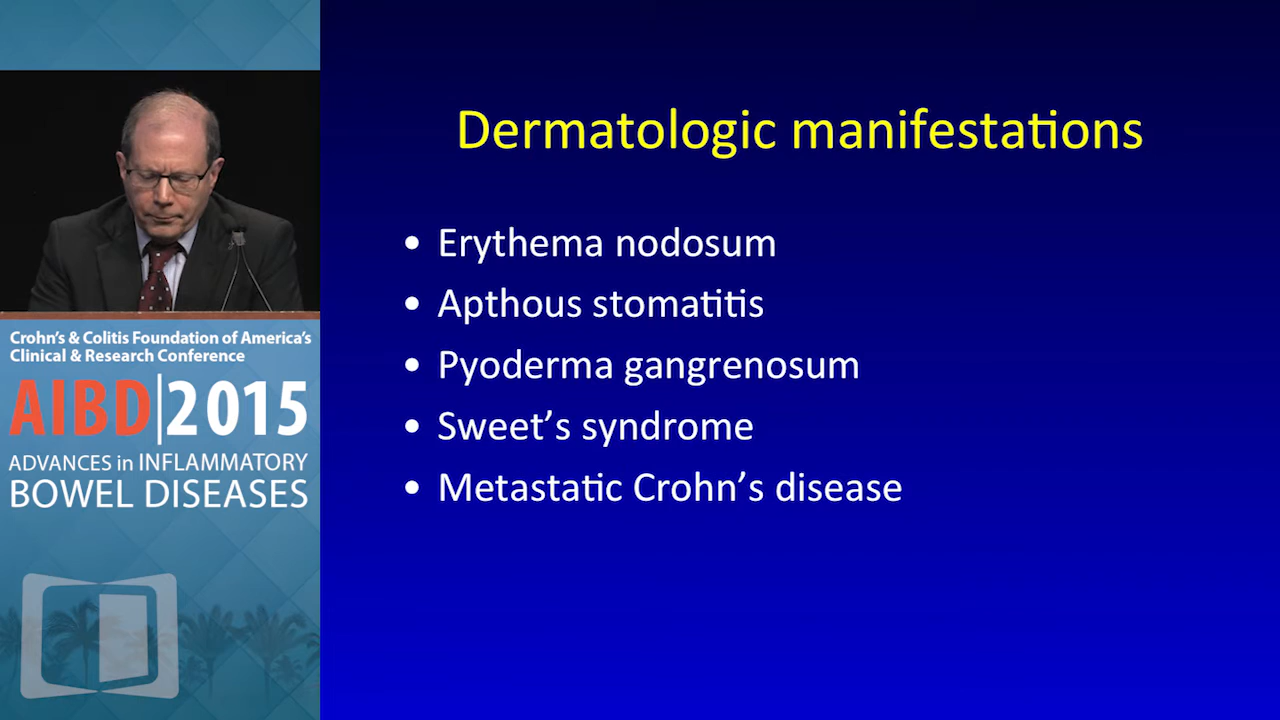 Crohn's & Colitis Foundation of America's
Clinical & Research Conference
AIBD|2015
ADVANCES in INFLAMMATORY
BOWEL DISEASES
Dermatologic manifestations
• Erythema nodosum
• Apthous stomatitis
• Pyoderma gangrenosum
• Sweet's syndrome
• Metastatic Crohn's disease